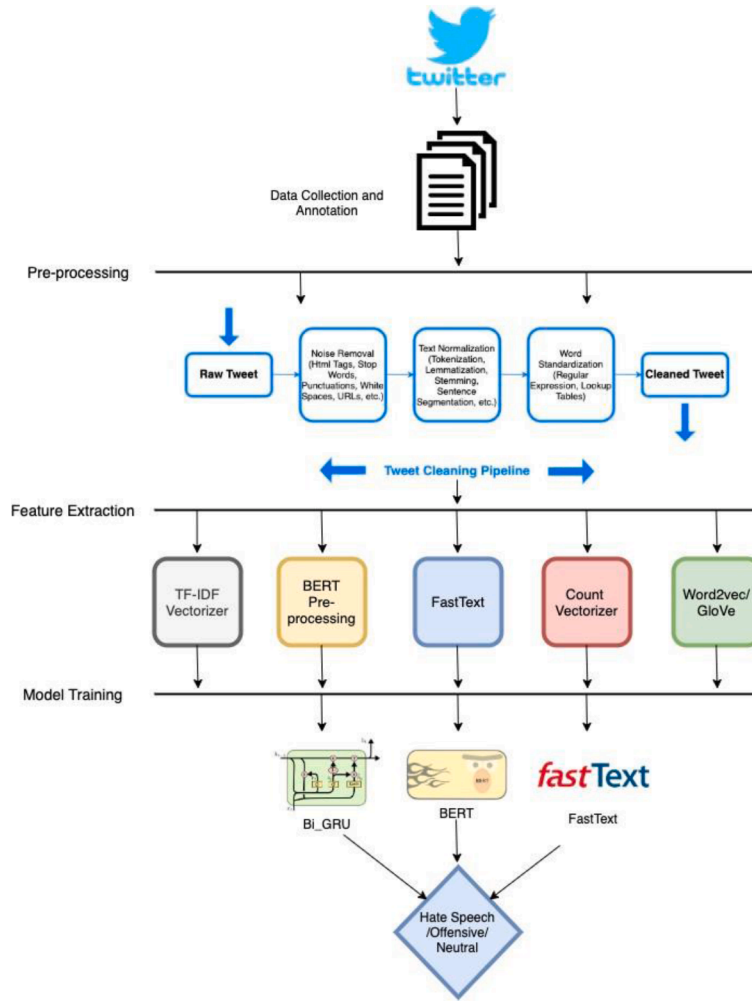 twitter
Data Collection and
Annotation
Pre-processing
Raw Tweet
Noise Removal
(Html Tags, Stop
Words,
Punctuations, White
Spaces, URLs, etc.)
Text Normalization
(Tokenization,
Lemmatization,
Stemming,
Sentence
Segmentation, etc.)
Word
Standardization
(Regular
Expression, Lookup
Tables)
Cleaned Tweet
Tweet Cleaning Pipeline
Feature Extraction
TF-IDF
Vectorizer
BERT
Pre-
processing
FastText
Count
Vectorizer
Word2vec/
GloVe
Model Training
fastText
Bi_GRU
BERT
FastText
Hate Speech
/Offensive/
Neutral